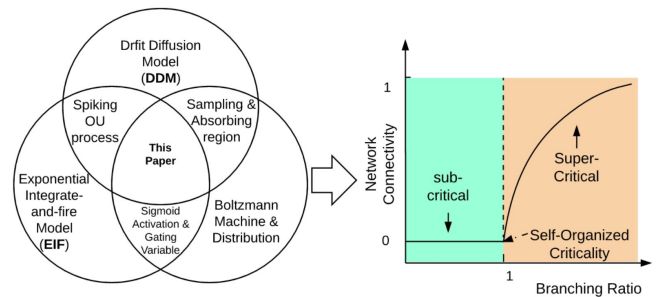 Drfit Diffusion
Model
(DDM)
Spiking
OU
process
Sampling &
Absorbing
region
This
Paper
Exponential
Integrate-
and-fire
Model
(EIF)
Sigmoid
Activation &
Gating
Variable
Boltzmann
Machine &
Distribution
Network
Connectivity
1
0
sub-
critical
Super-
Critical
Self-Organized
Criticality
1
Branching Ratio